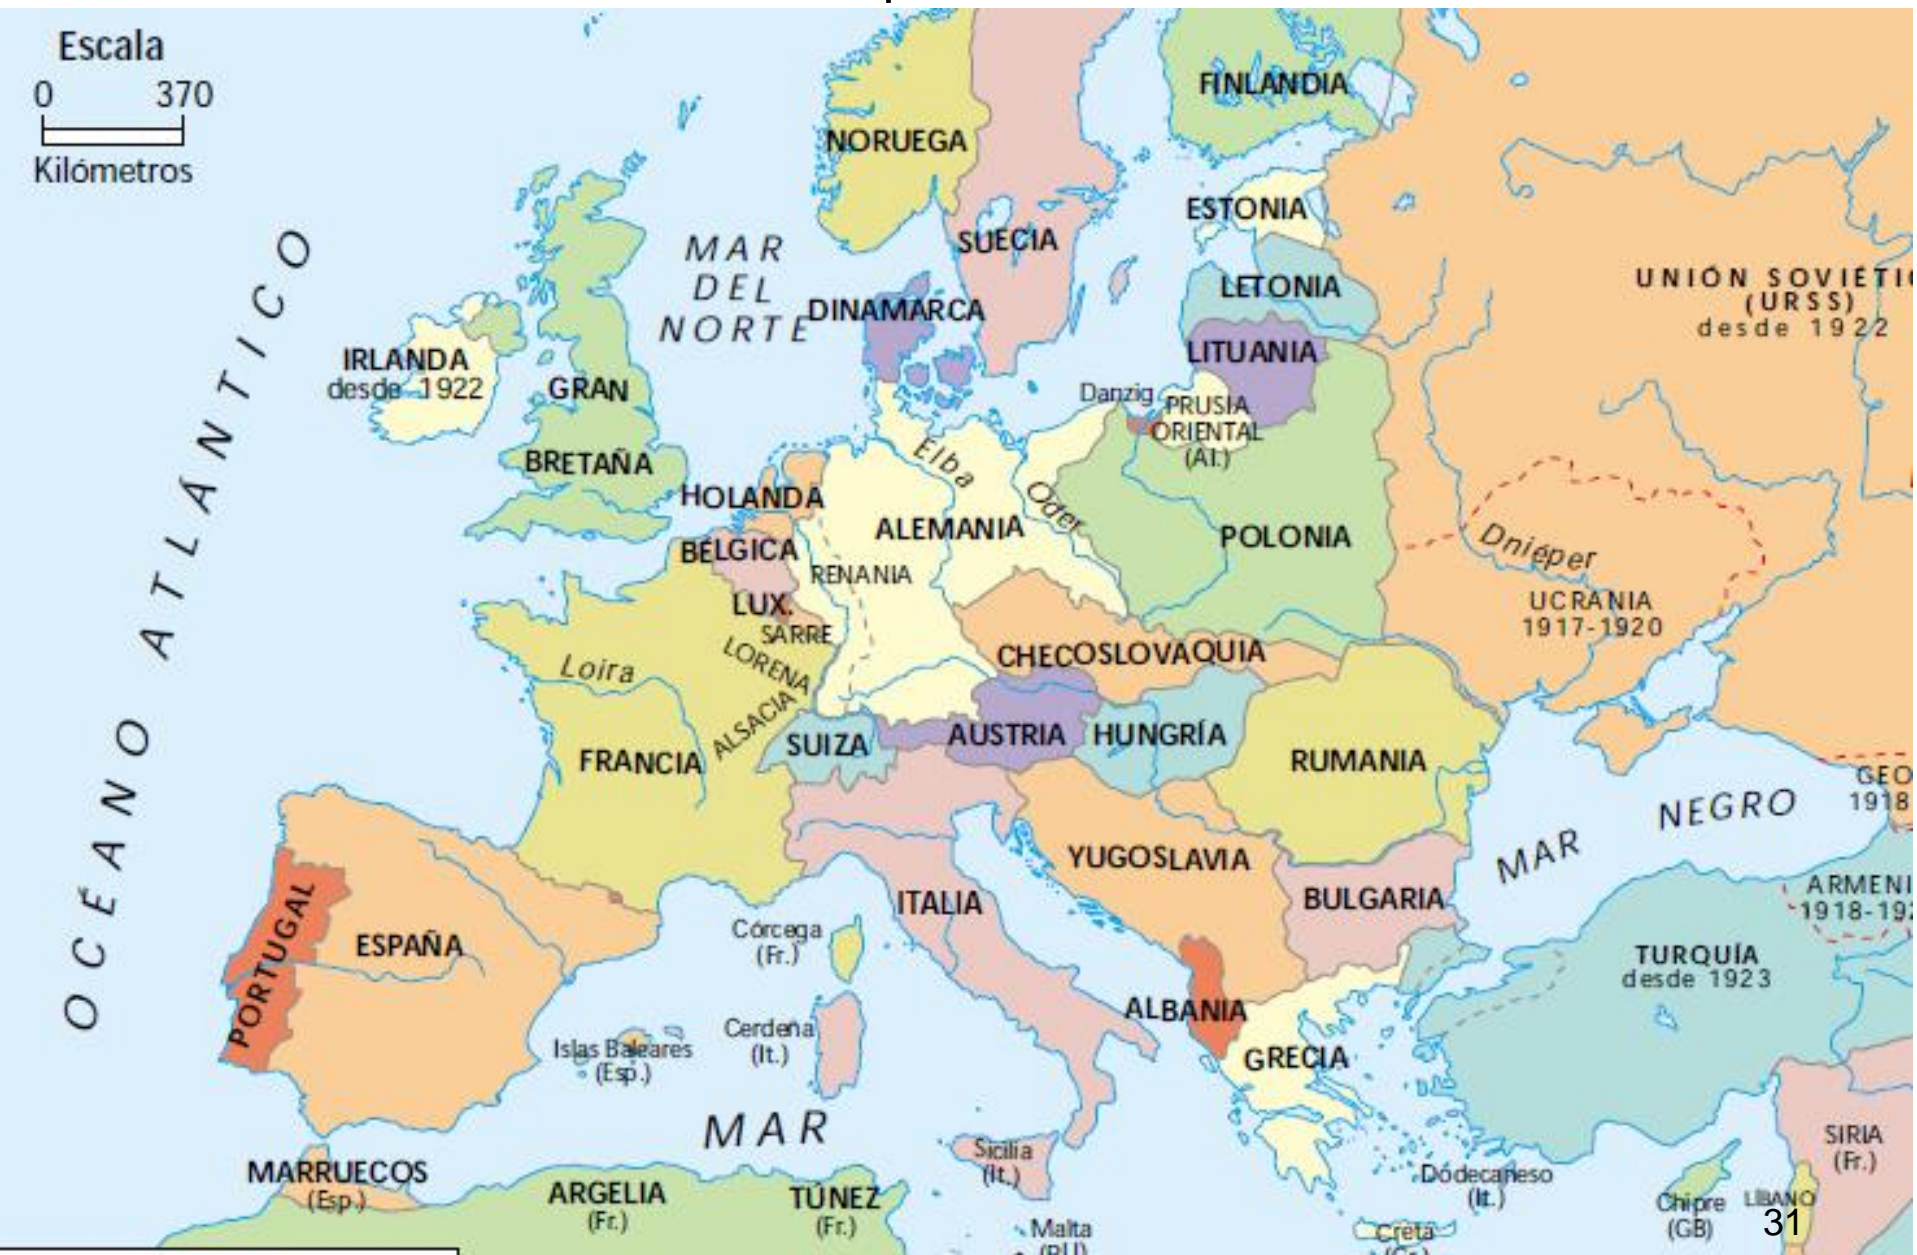 Escala
0 370
Kilómetros
FINLANDIA
NORUEGA
ESTONIA
SUECIA
MAR
DEL
NORTE
DINAMARCA
LETONIA
UNIÓN SOVIÉTIC
(URSS)
desde 1922
LITUANIA
IRLANDA
desde 1922
GRAN
BRETAÑA
Danzig
PRUSIA
ORIENTAL
(Al.)
Elba
Oder
HOLANDA
ALEMANIA
POLONIA
BÉLGICA
RENANIA
Dniéper
UCRANIA
1917-1920
LUX.
SARRE
LORENA
ALSACIA
Loira
CHECOSLOVAQUIA
OCÉANO ATLÁNTICO
FRANCIA
SUIZA
AUSTRIA
HUNGRÍA
RUMANIA
GEO
1918
MAR NEGRO
YUGOSLAVIA
BULGARIA
ITALIA
ARMENI
1918-192
PORTUGAL
ESPAÑA
Córcega
(Fr.)
TURQUÍA
desde 1923
ALBANIA
Cerdeña
(It.)
Islas Baleares
(Esp.)
GRECIA
MAR
Sicilia
(It.)
SIRIA
(Fr.)
MARRUECOS
(Esp.)
ARGELIA
(Fr.)
TÚNEZ
(Fr.)
Dódecaneso
(It.)
Chipre
(GB)
LÍBANO
31
Malta
(RU)
Creta
(Gr.)